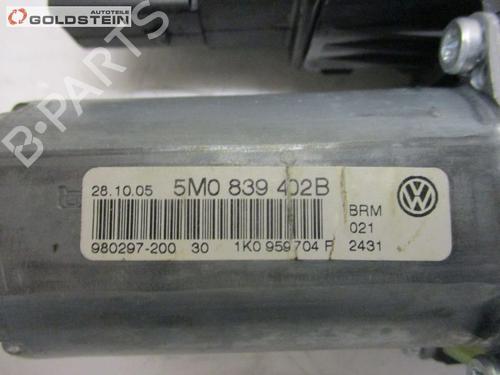 Autoteile
GOLDSTEIN
B-PARTS
28.10.05 5M0 839 402B
BRM
021
980297-200 30 1K0 959704 F 2431